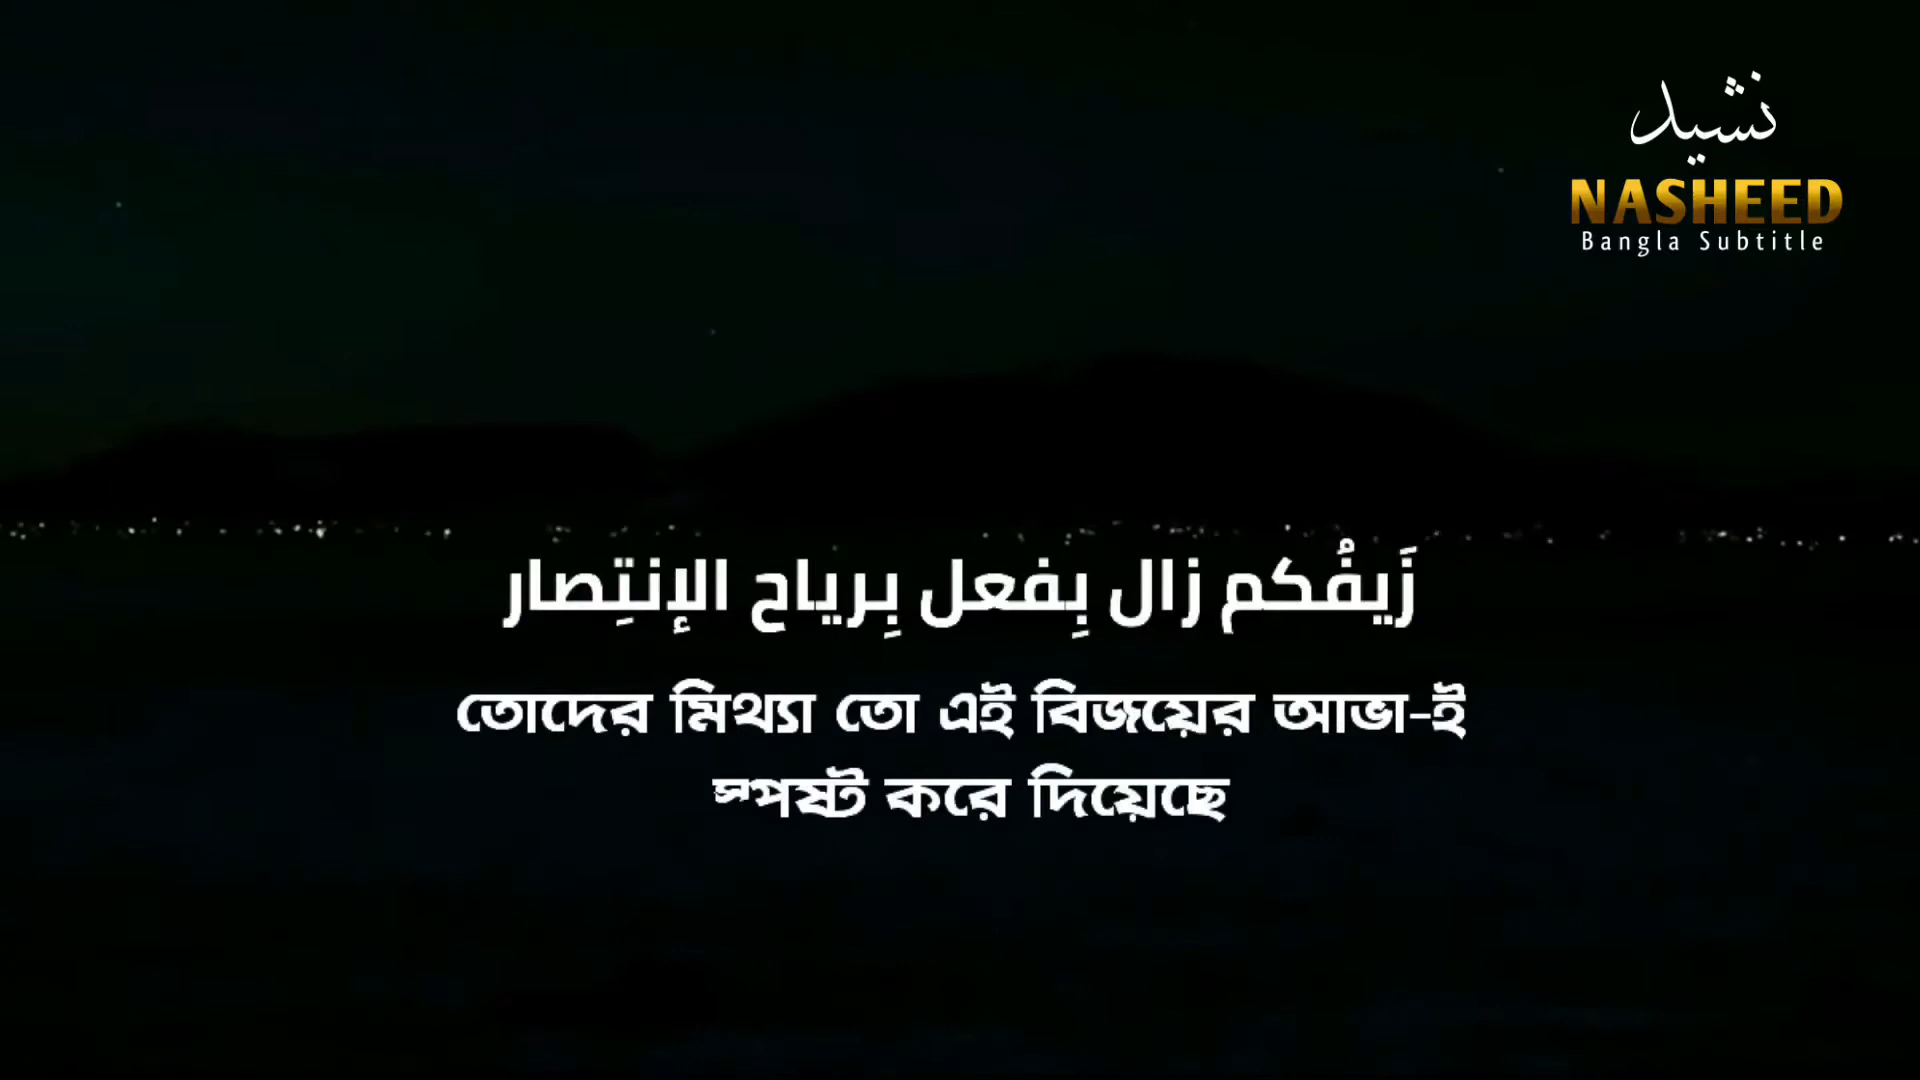 نشيد
NASHEED
Bangla Subtitle
زَيفُكم زال بِفعل بِرياح الإنتِصار
তোদের মিথ্যা তো এই বিজয়ের আভা-ই
স্পষ্ট করে দিয়েছে